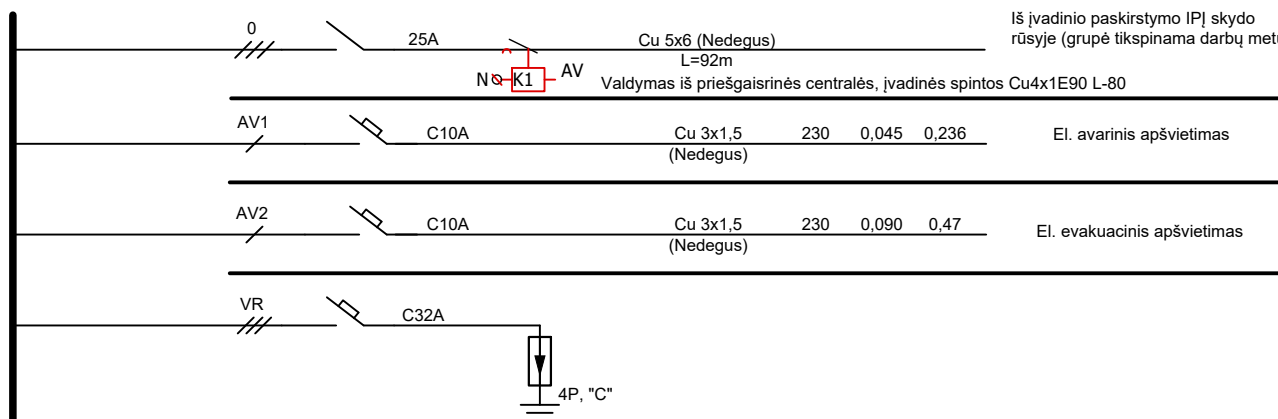 0
25A
Cu 5x6 (Nedegus)
L=92m
Iš įvadinio paskirstymo IPĮ skydo
rūsyje (grupė tikspinama darbų metu
N K1 AV
Valdymas iš priešgaisrinės centralės, įvadinės spintos Cu4x1E90 L-80
AV1
C10A
Cu 3x1,5 230 0,045 0,236
(Nedegus)
El. avarinis apšvietimas
AV2
C10A
Cu 3x1,5 230 0,090 0,47
(Nedegus)
El. evakuacinis apšvietimas
VR
C32A
4P, "C"